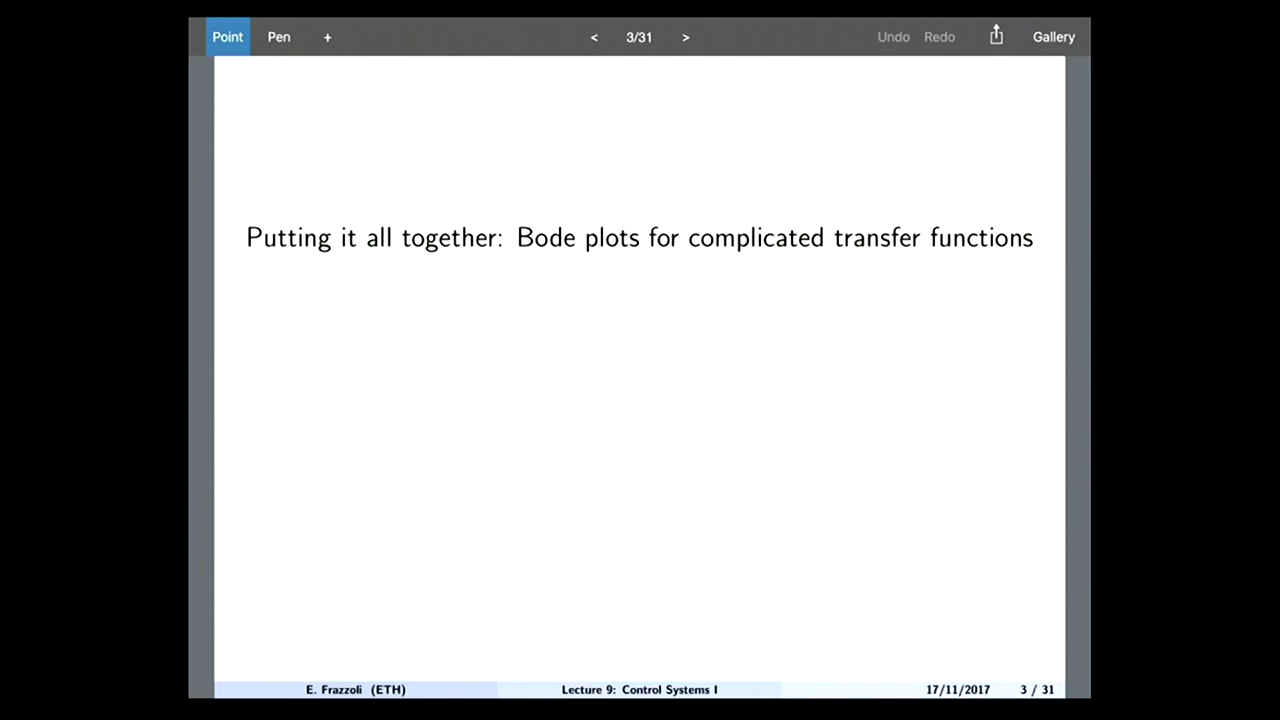 Point Pen + < 3/31 > Undo Redo Gallery
Putting it all together: Bode plots for complicated transfer functions
E. Frazzoli (ETH) Lecture 9: Control Systems I 17/11/2017 3 / 31